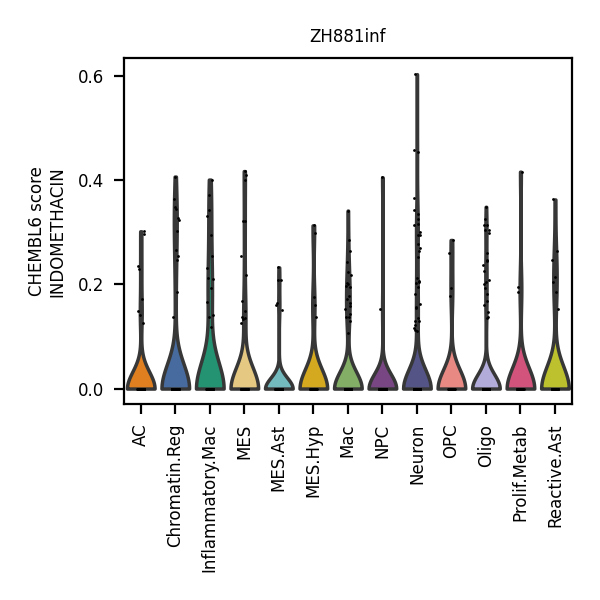 ZH881inf
CHEMBL6 score
INDOMETHACIN
0.6
0.4
0.2
0.0
AC
Chromatin.Reg
Inflammatory.Mac
MES
MES.Ast
MES.Hyp
Mac
NPC
Neuron
OPC
Oligo
Prolif.Metab
Reactive.Ast